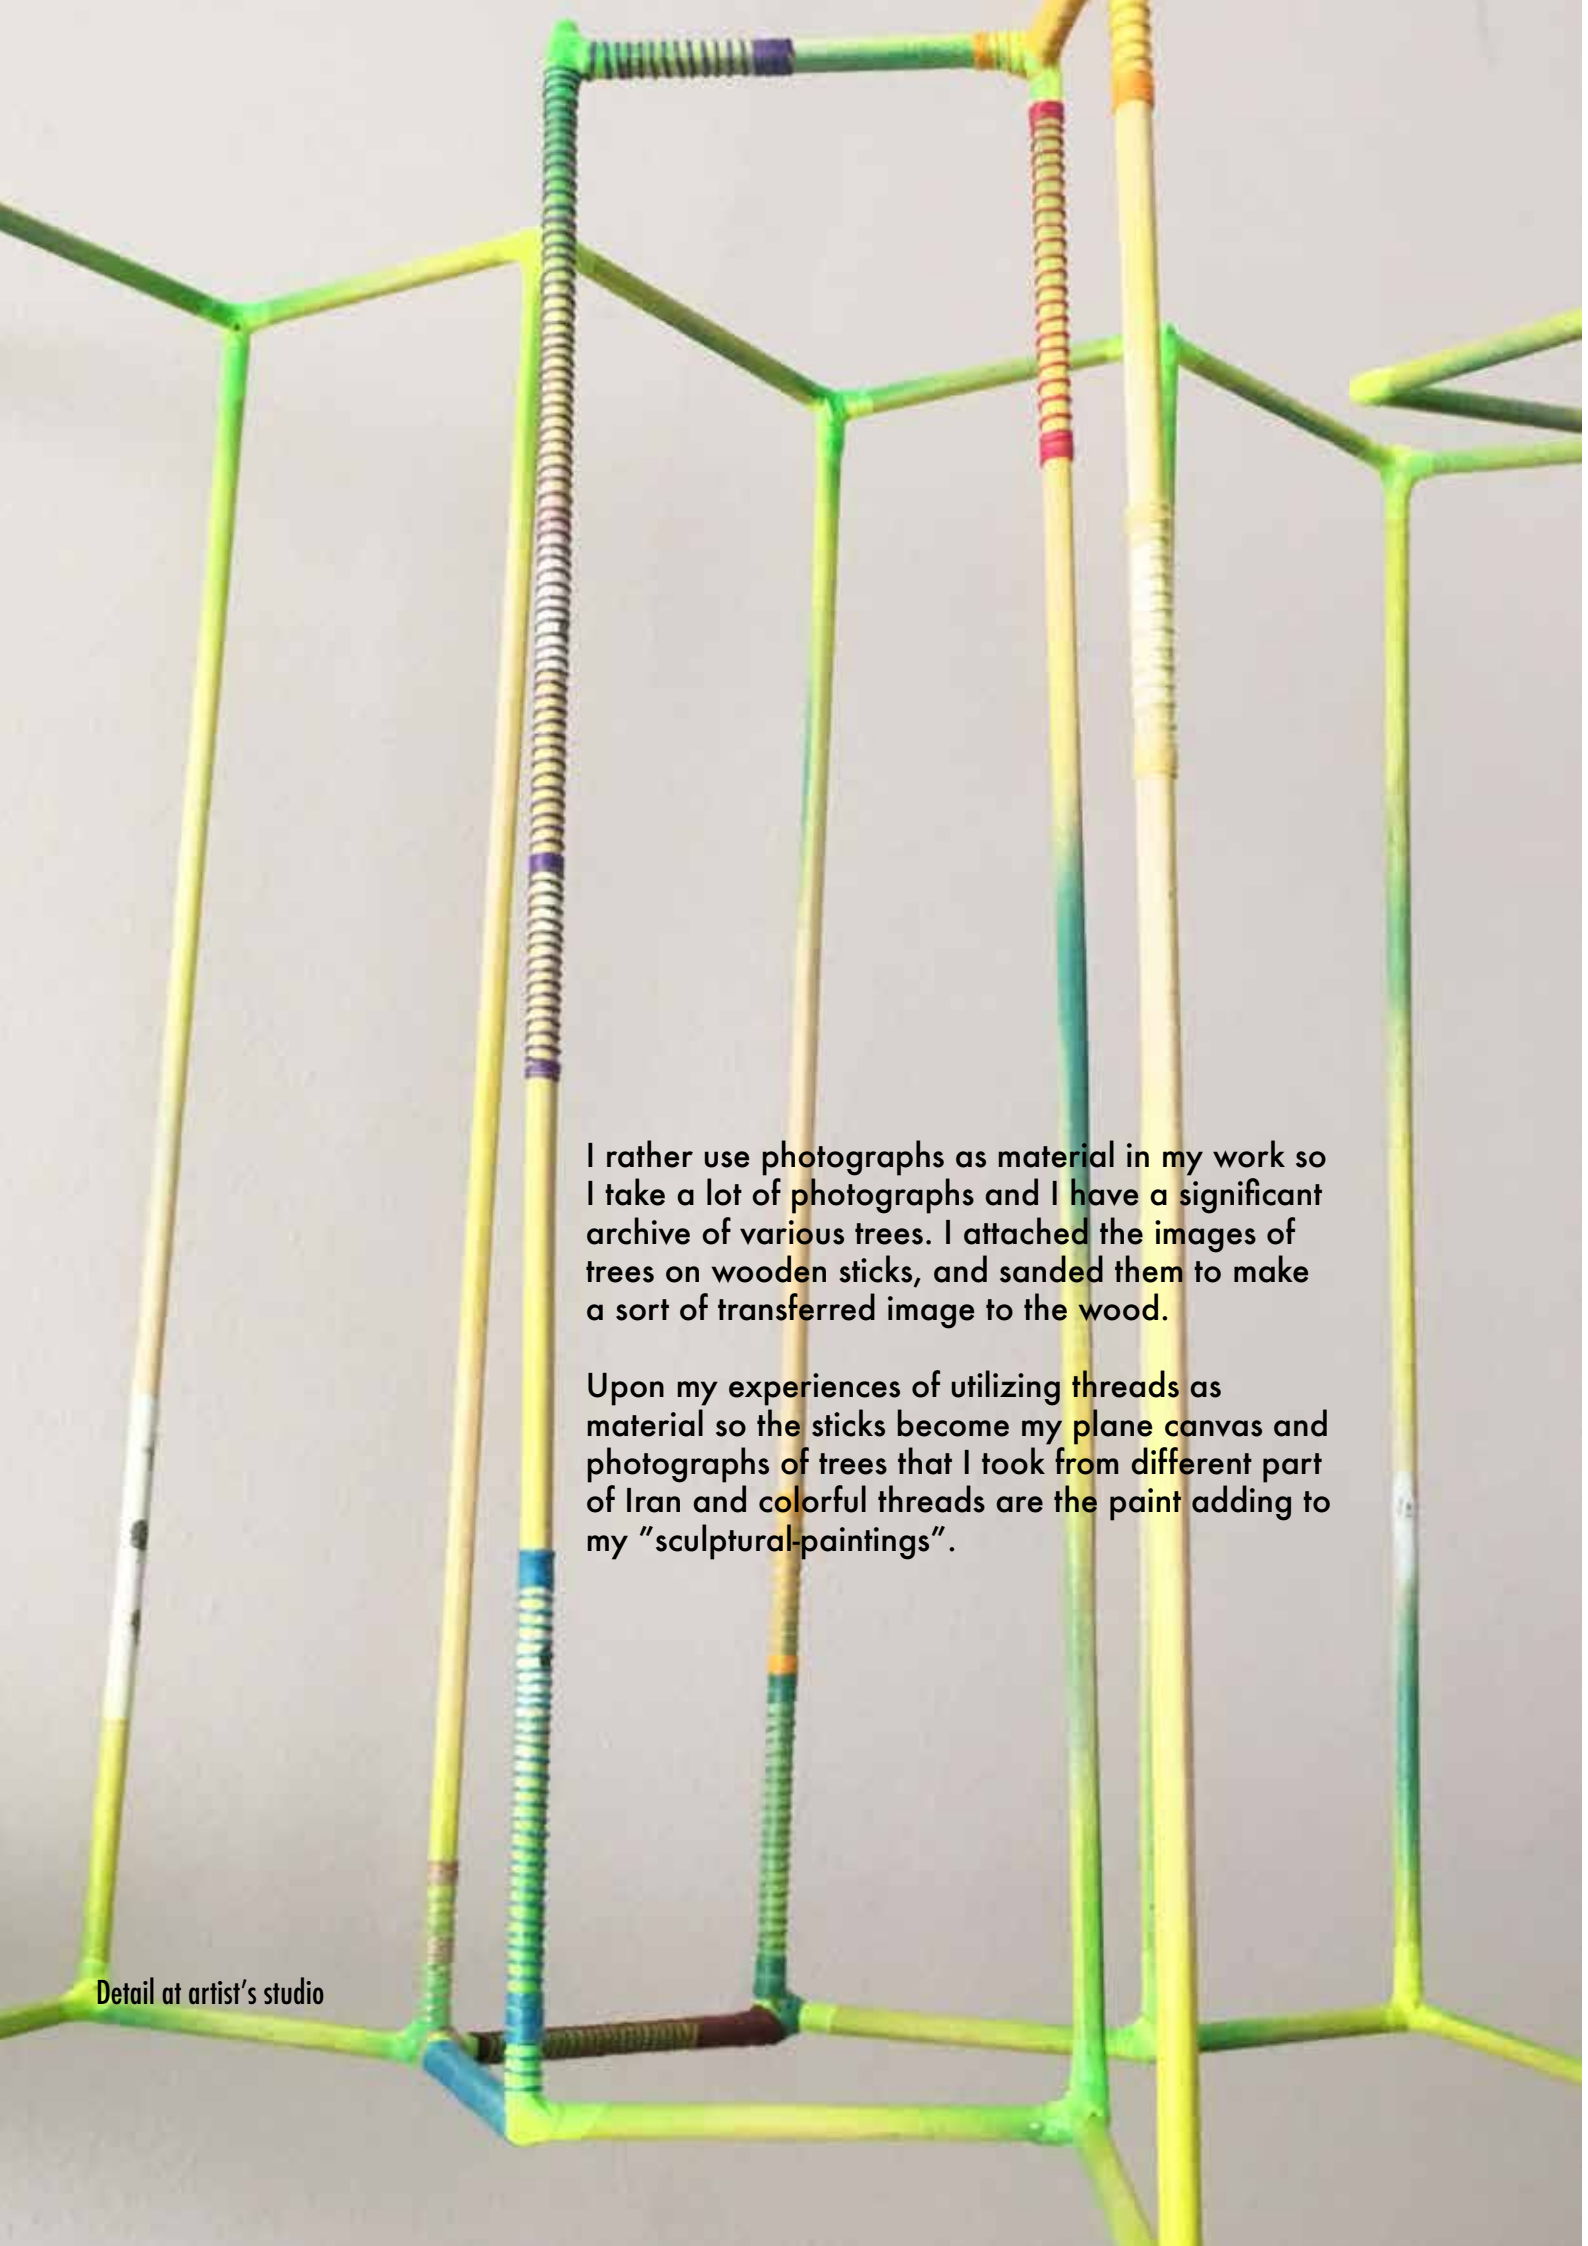 I rather use photographs as material in my work so
I take a lot of photographs and I have a significant
archive of various trees. I attached the images of
trees on wooden sticks, and sanded them to make
a sort of transferred image to the wood.
Upon my experiences of utilizing threads as
material so the sticks become my plane canvas and
photographs of trees that I took from different part
of Iran and colorful threads are the paint adding to
my ”sculptural-paintings”.
Detail at artist’s studio